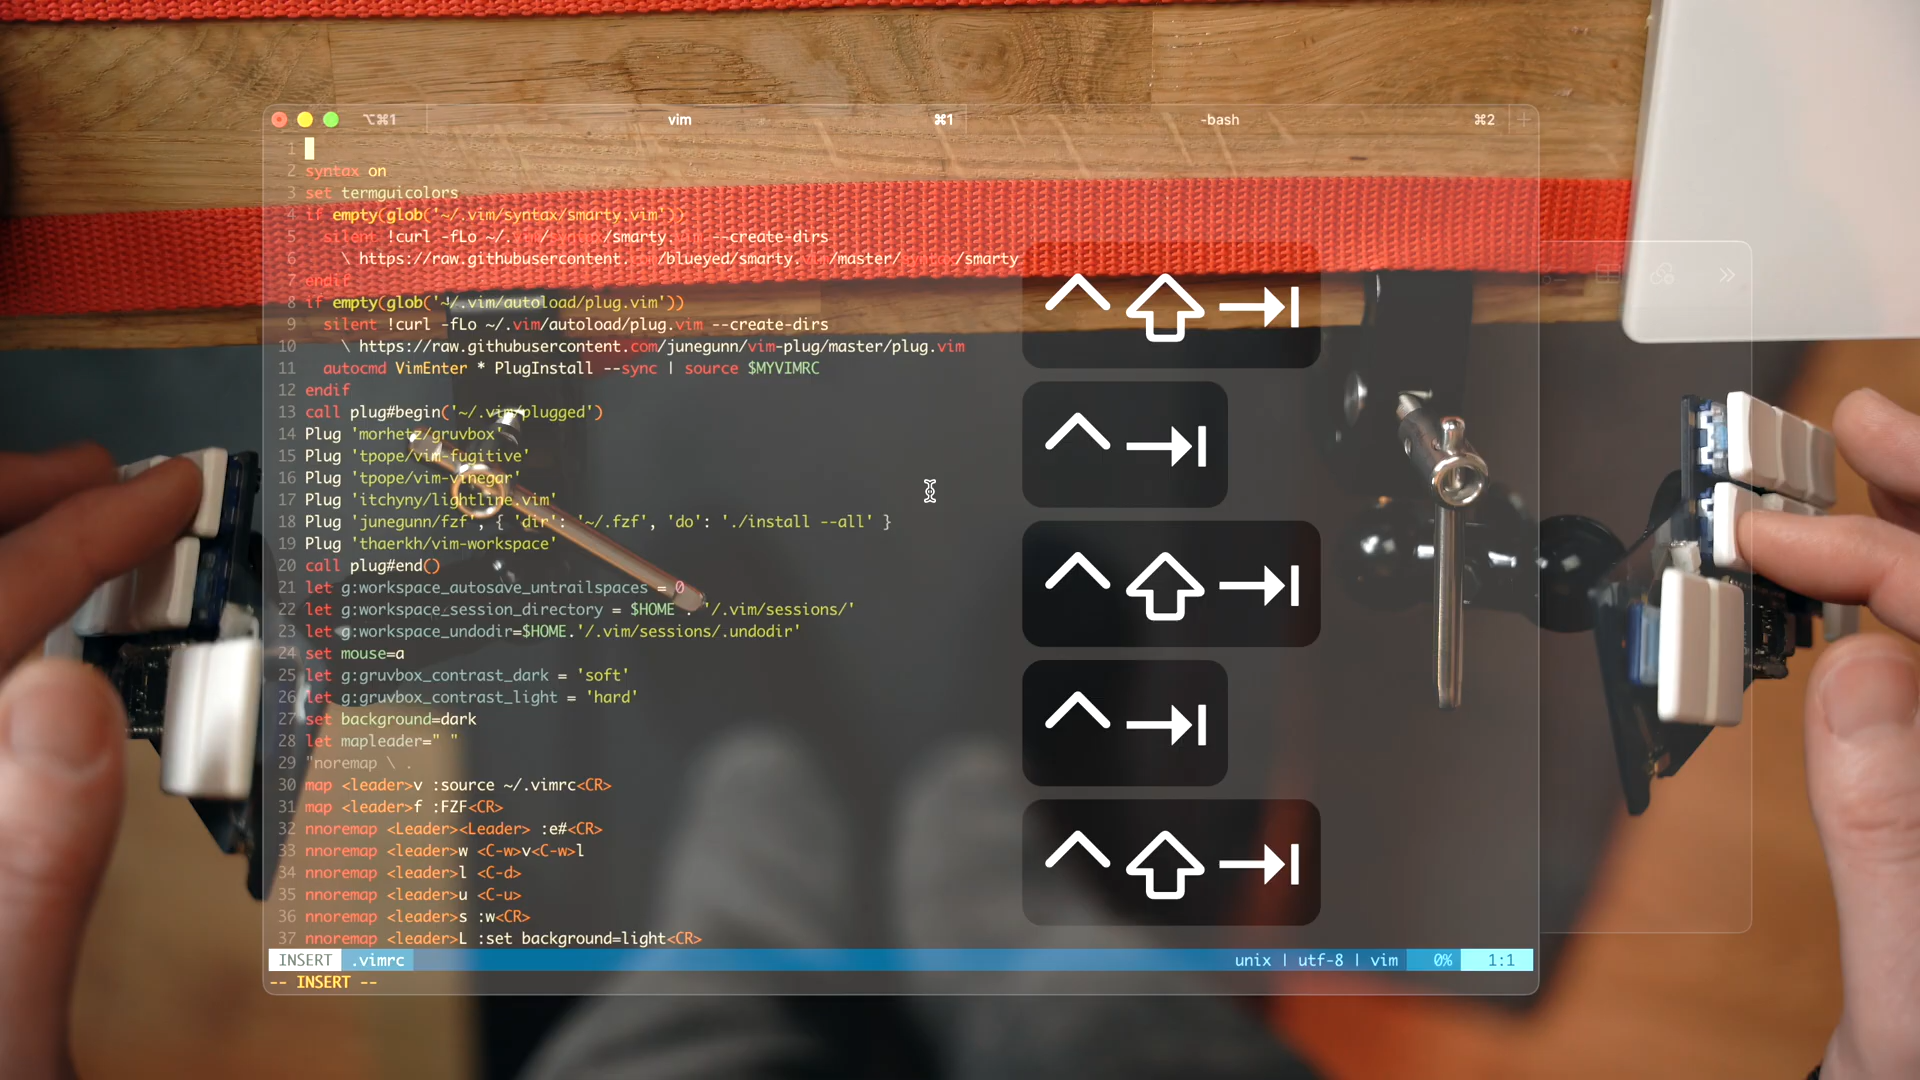 ⌥⌘1 vim ⌘1 -bash ⌘2 +
1
2 syntax on
3 set termguicolors
4 if empty(glob('~/.vim/syntax/smarty.vim'))
5 silent !curl -fLo ~/.vim/syntax/smarty.vim --create-dirs
6 \ https://raw.githubusercontent.com/blueyed/smarty.vim/master/syntax/smarty
7 endif
8 if empty(glob('~/.vim/autoload/plug.vim'))
9 silent !curl -fLo ~/.vim/autoload/plug.vim --create-dirs
10 \ https://raw.githubusercontent.com/junegunn/vim-plug/master/plug.vim
11 autocmd VimEnter * PlugInstall --sync | source $MYVIMRC
12 endif
13 call plug#begin('~/.vim/plugged')
14 Plug 'morhetz/gruvbox'
15 Plug 'tpope/vim-fugitive'
16 Plug 'tpope/vim-vinegar'
17 Plug 'itchyny/lightline.vim'
18 Plug 'junegunn/fzf', { 'dir': '~/.fzf', 'do': './install --all' }
19 Plug 'thaerkh/vim-workspace'
20 call plug#end()
21 let g:workspace_autosave_untrailspaces = 0
22 let g:workspace_session_directory = $HOME . '/.vim/sessions/'
23 let g:workspace_undodir=$HOME.'/.vim/sessions/.undodir'
24 set mouse=a
25 let g:gruvbox_contrast_dark = 'soft'
26 let g:gruvbox_contrast_light = 'hard'
27 set background=dark
28 let mapleader=" "
29 "noremap \ .
30 map <leader>v :source ~/.vimrc<CR>
31 map <leader>f :FZF<CR>
32 nnoremap <Leader><Leader> :e#<CR>
33 nnoremap <leader>w <C-w>v<C-w>l
34 nnoremap <leader>l <C-d>
35 nnoremap <leader>u <C-u>
36 nnoremap <leader>s :w<CR>
37 nnoremap <leader>L :set background=light<CR>
INSERT .vimrc unix | utf-8 | vim 0% 1:1
-- INSERT --
⌃⇧⇥
⌃⇥
⌃⇧⇥
⌃⇥
⌃⇧⇥